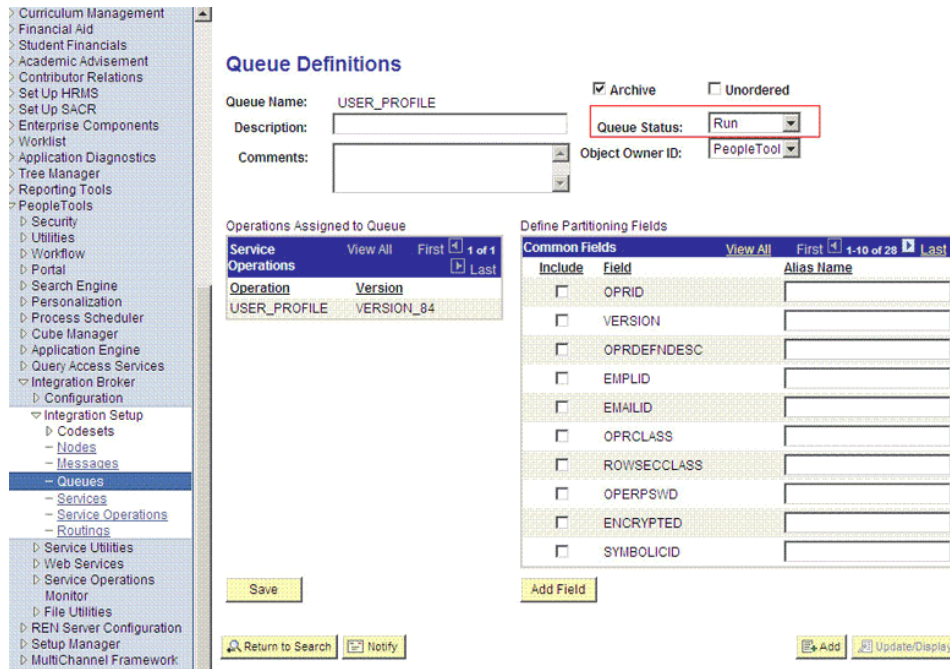 Curriculum Management
Financial Aid
Student Financials
Academic Advisement
Contributor Relations
Set Up HRMS
Set Up SACR
Enterprise Components
Worklist
Application Diagnostics
Tree Manager
Reporting Tools
PeopleTools
Security
Utilities
Workflow
Portal
Search Engine
Personalization
Process Scheduler
Cube Manager
Application Engine
Query Access Services
Integration Broker
Configuration
Integration Setup
Codesets
Nodes
Messages
Queues
Services
Service Operations
Routings
Service Utilities
Web Services
Service Operations
Monitor
File Utilities
REN Server Configuration
Setup Manager
MultiChannel Framework
Queue Definitions
Archive Unordered
Queue Name: USER_PROFILE
Description:
Queue Status: Run
Comments:
Object Owner ID: PeopleTool
Operations Assigned to Queue
Service View All First 1 of 1
Operations Last
Operation Version
USER_PROFILE VERSION_84
Define Partitioning Fields
Common Fields View All First 1-10 of 28 Last
Include Field Alias Name
OPRID
VERSION
OPRDEFNDESC
EMPLID
EMAILID
OPRCLASS
ROWSECCLASS
OPERPSWD
ENCRYPTED
SYMBOLICID
Save Add Field
Return to Search Notify Add Update/Display